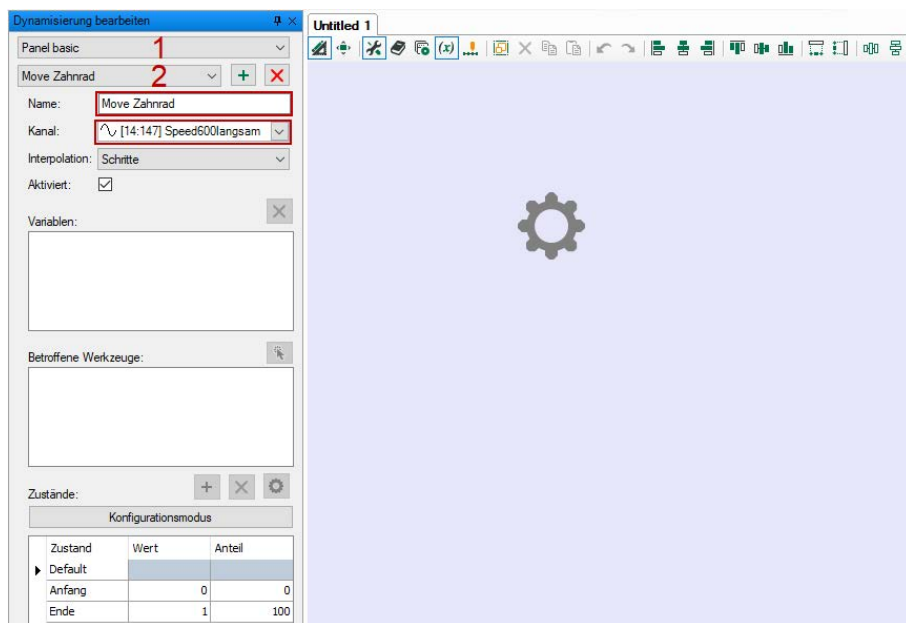 Dynamisierung bearbeiten
Panel basic 1
Move Zahnrad 2
Name: Move Zahnrad
Kanal: [14:147] Speed600langsam
Interpolation: Schritte
Aktiviert:
Variablen:
Betroffene Werkzeuge:
Zustände:
Konfigurationsmodus
Zustand Wert Anteil
Default
Anfang 0 0
Ende 1 100
Untitled 1
(x)